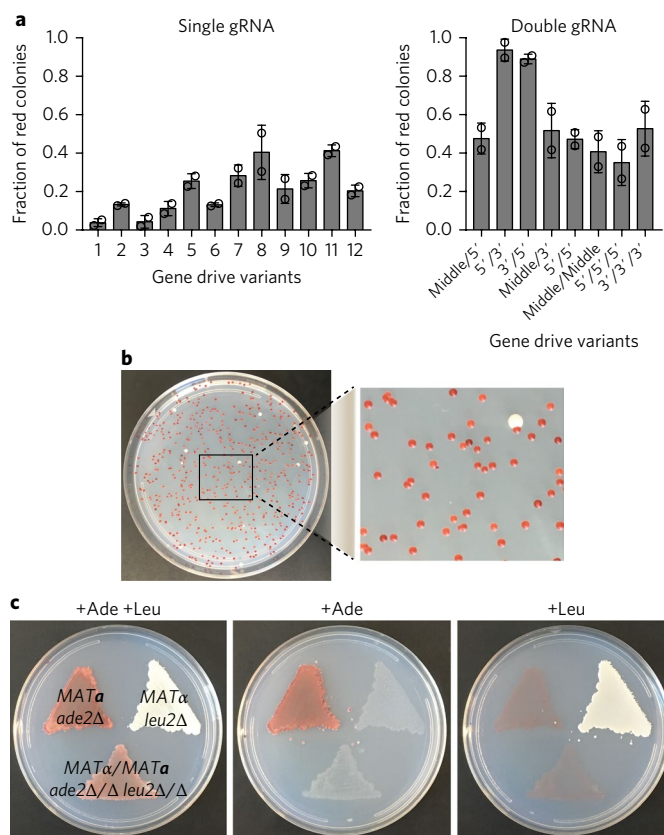 a
Single gRNA
Double gRNA
Fraction of red colonies
1.0
0.8
0.6
0.4
0.2
0.0
1 2 3 4 5 6 7 8 9 10 11 12
Gene drive variants
Fraction of red colonies
1.0
0.8
0.6
0.4
0.2
0.0
Middle/5′
5′/3′
3′/5′
Middle/3′
5′/5′
Middle/Middle
5′/5′/5′
3′/3′/3′
Gene drive variants
b
c
+Ade +Leu
+Ade
+Leu
MATa
ade2Δ
MATα
leu2Δ
MATα/MATa
ade2Δ/Δ leu2Δ/Δ